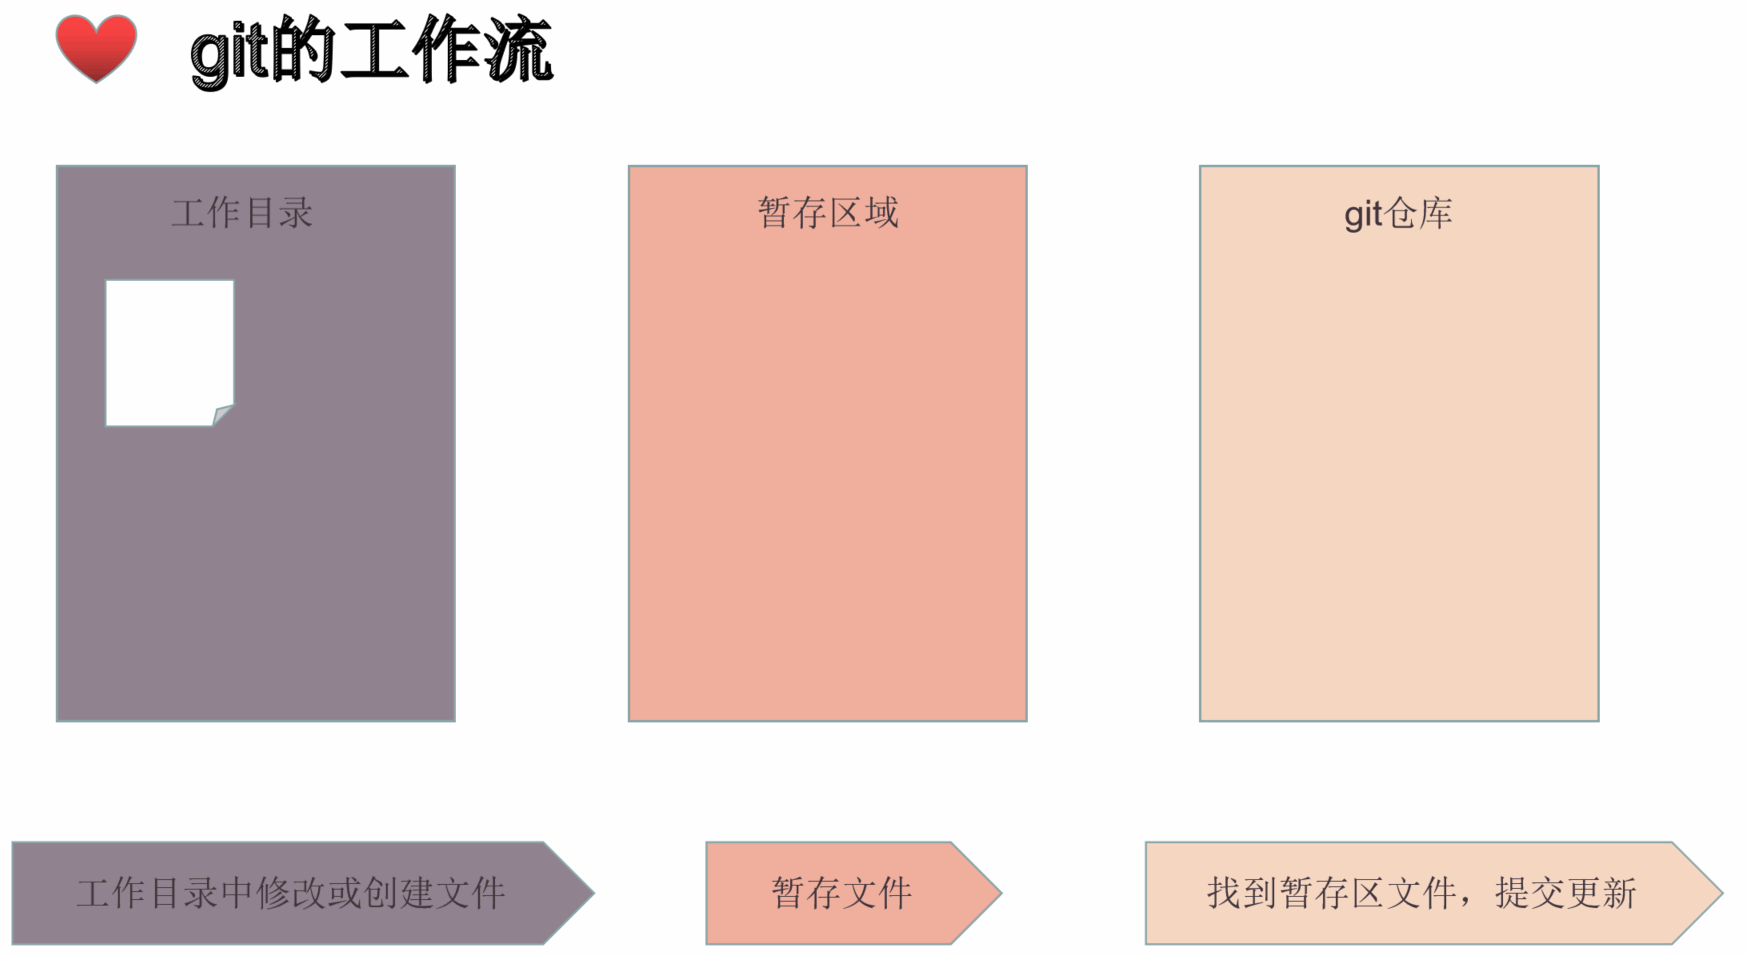 git的工作流
工作目录
暂存区域
git仓库
工作目录中修改或创建文件
暂存文件
找到暂存区文件，提交更新